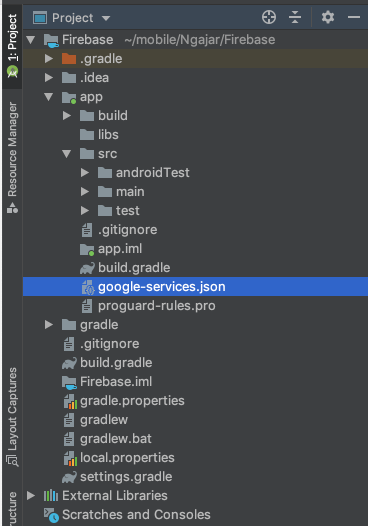 Project
Firebase ~/mobile/Ngajar/Firebase
.gradle
.idea
app
build
libs
src
androidTest
main
test
.gitignore
app.iml
build.gradle
google-services.json
proguard-rules.pro
gradle
.gitignore
build.gradle
Firebase.iml
gradle.properties
gradlew
gradlew.bat
local.properties
settings.gradle
External Libraries
Scratches and Consoles
1: Project
Resource Manager
Layout Captures
ucture